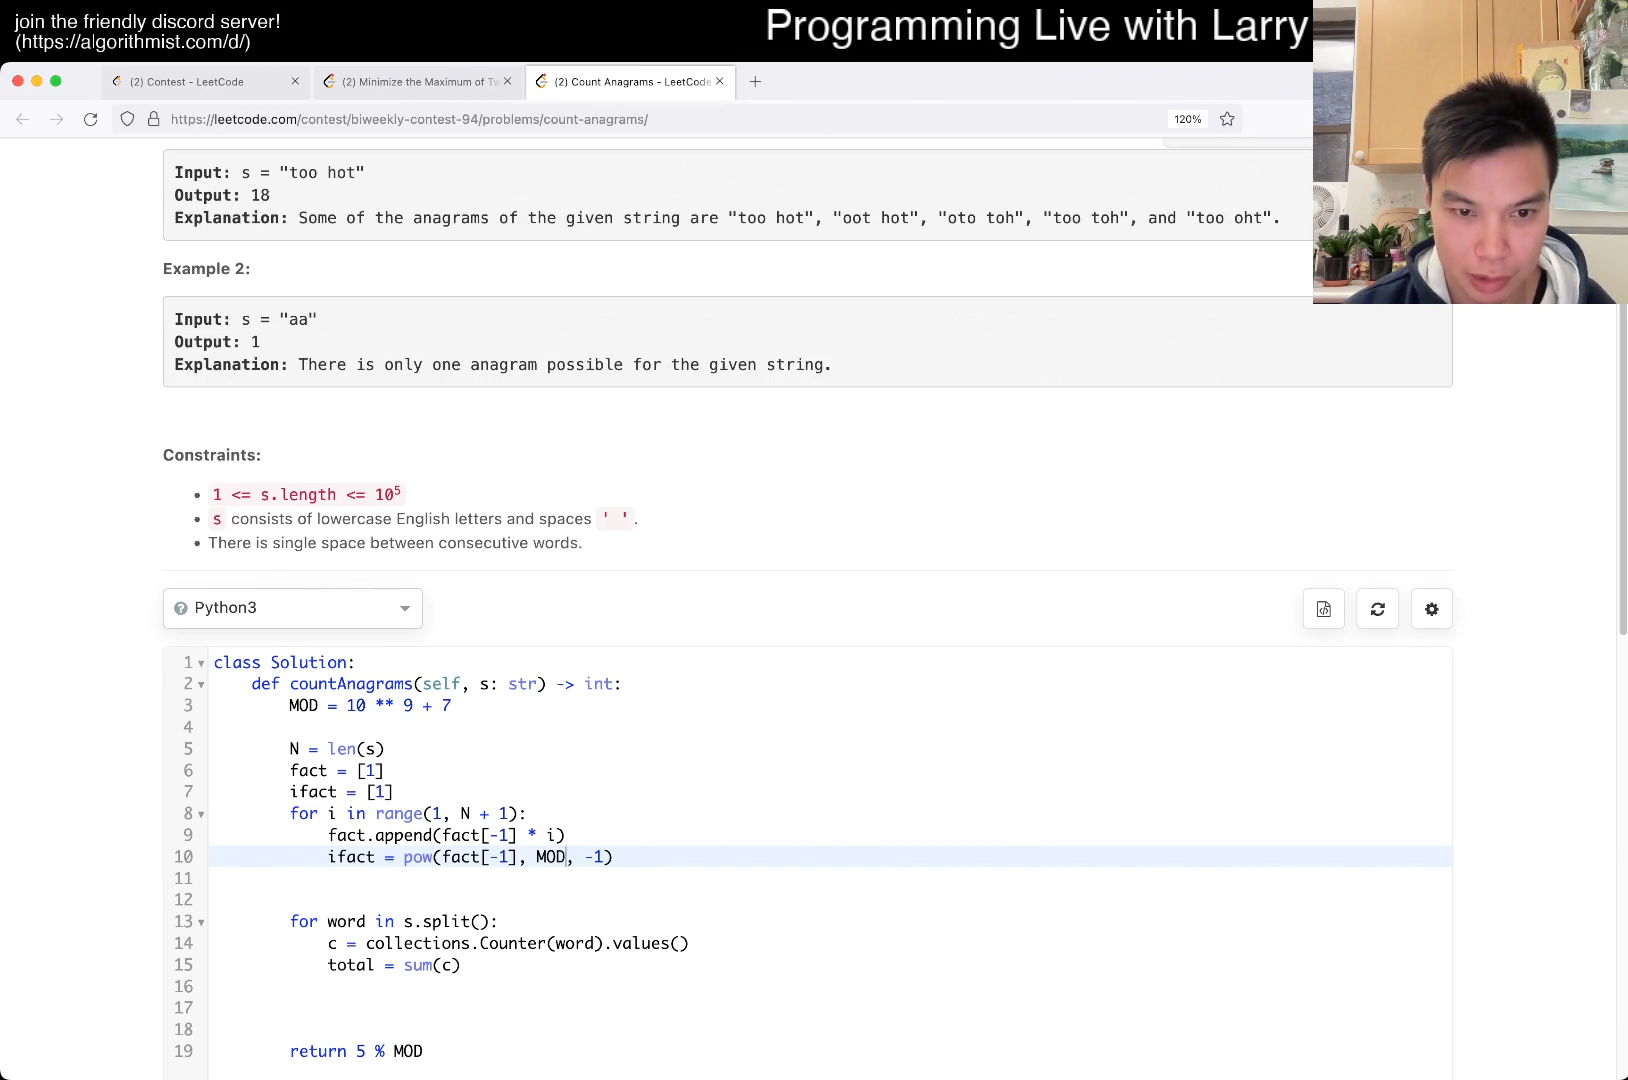 join the friendly discord server!
(https://algorithmist.com/d/)
Programming Live with Larry
(2) Contest - LeetCode
(2) Minimize the Maximum of Tw
(2) Count Anagrams - LeetCode
https://leetcode.com/contest/biweekly-contest-94/problems/count-anagrams/
120%
Input: s = "too hot"
Output: 18
Explanation: Some of the anagrams of the given string are "too hot", "oot hot", "oto toh", "too toh", and "too oht".
Example 2:
Input: s = "aa"
Output: 1
Explanation: There is only one anagram possible for the given string.
Constraints:
• 1 <= s.length <= 10⁵
• s consists of lowercase English letters and spaces ' '.
• There is single space between consecutive words.
Python3
1 class Solution:
2 def countAnagrams(self, s: str) -> int:
3 MOD = 10 ** 9 + 7
4
5 N = len(s)
6 fact = [1]
7 ifact = [1]
8 for i in range(1, N + 1):
9 fact.append(fact[-1] * i)
10 ifact = pow(fact[-1], MOD, -1)
11
12
13 for word in s.split():
14 c = collections.Counter(word).values()
15 total = sum(c)
16
17
18
19 return 5 % MOD